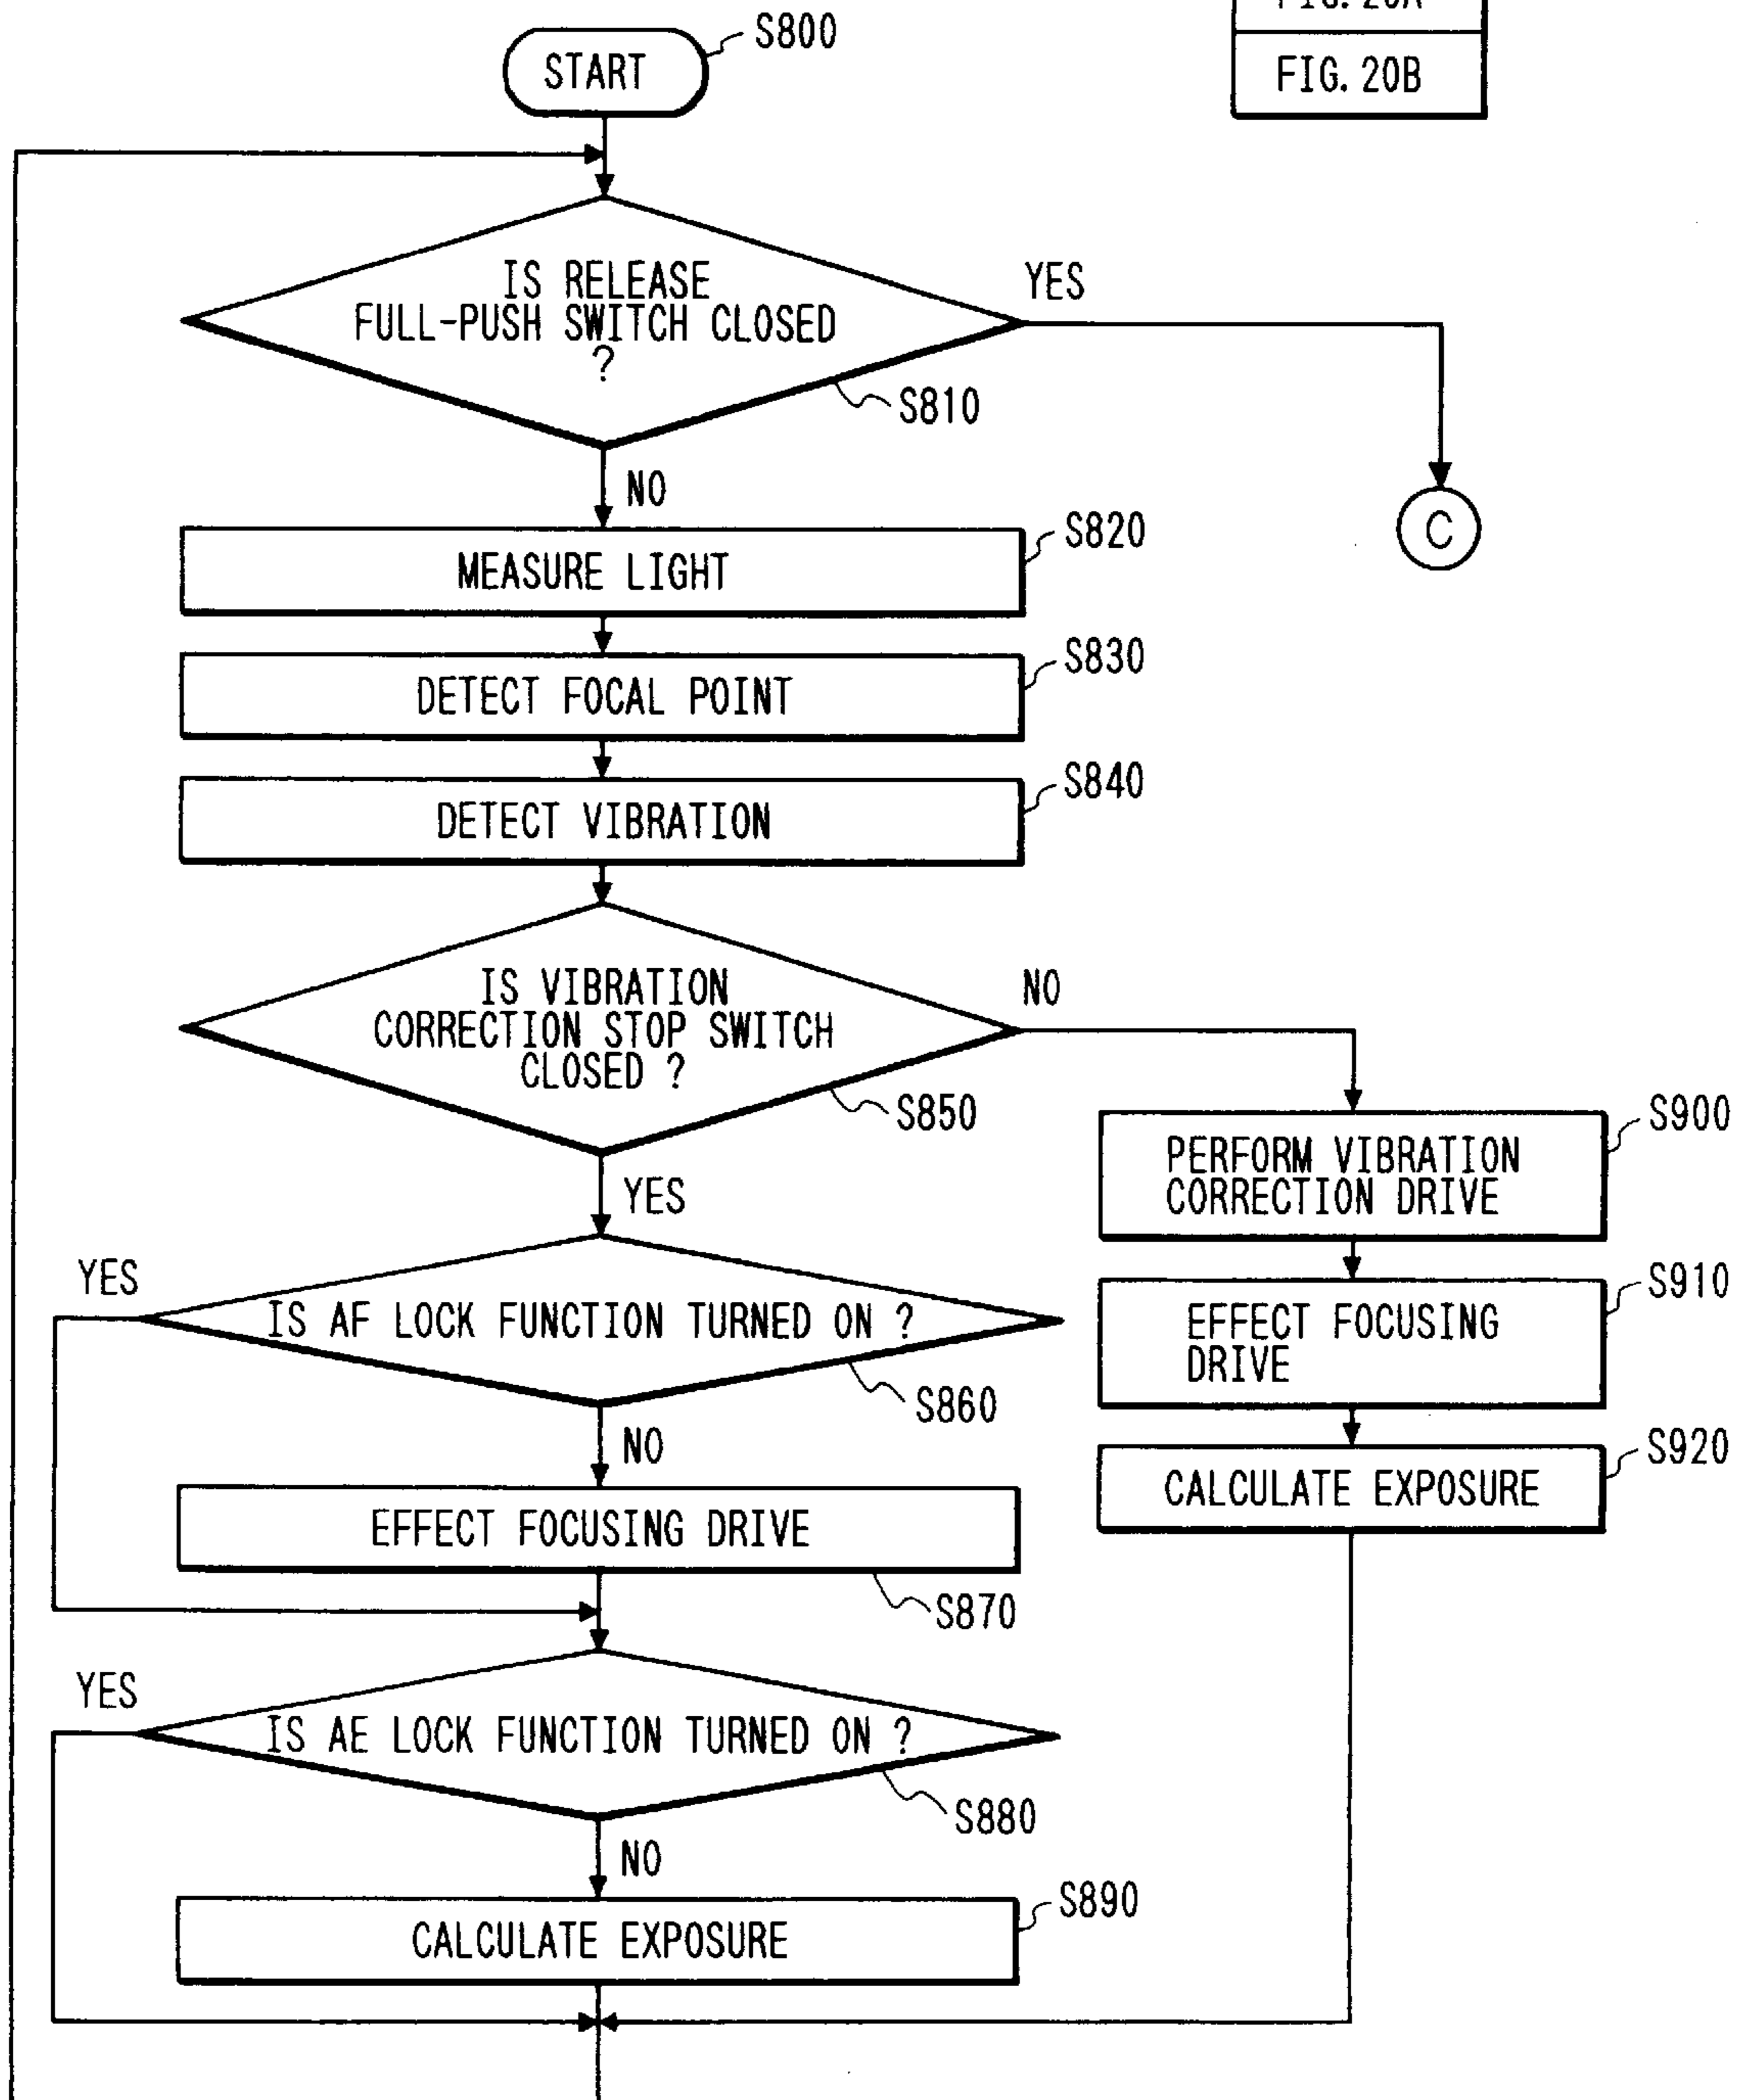 FIG. 20A
FIG. 20B
START
S800
IS RELEASE
FULL-PUSH SWITCH CLOSED
?
YES
S810
NO
C
MEASURE LIGHT
S820
DETECT FOCAL POINT
S830
DETECT VIBRATION
S840
IS VIBRATION
CORRECTION STOP SWITCH
CLOSED ?
NO
S850
YES
PERFORM VIBRATION
CORRECTION DRIVE
S900
EFFECT FOCUSING
DRIVE
S910
CALCULATE EXPOSURE
S920
YES
IS AF LOCK FUNCTION TURNED ON ?
S860
NO
EFFECT FOCUSING DRIVE
S870
YES
IS AE LOCK FUNCTION TURNED ON ?
S880
NO
CALCULATE EXPOSURE
S890